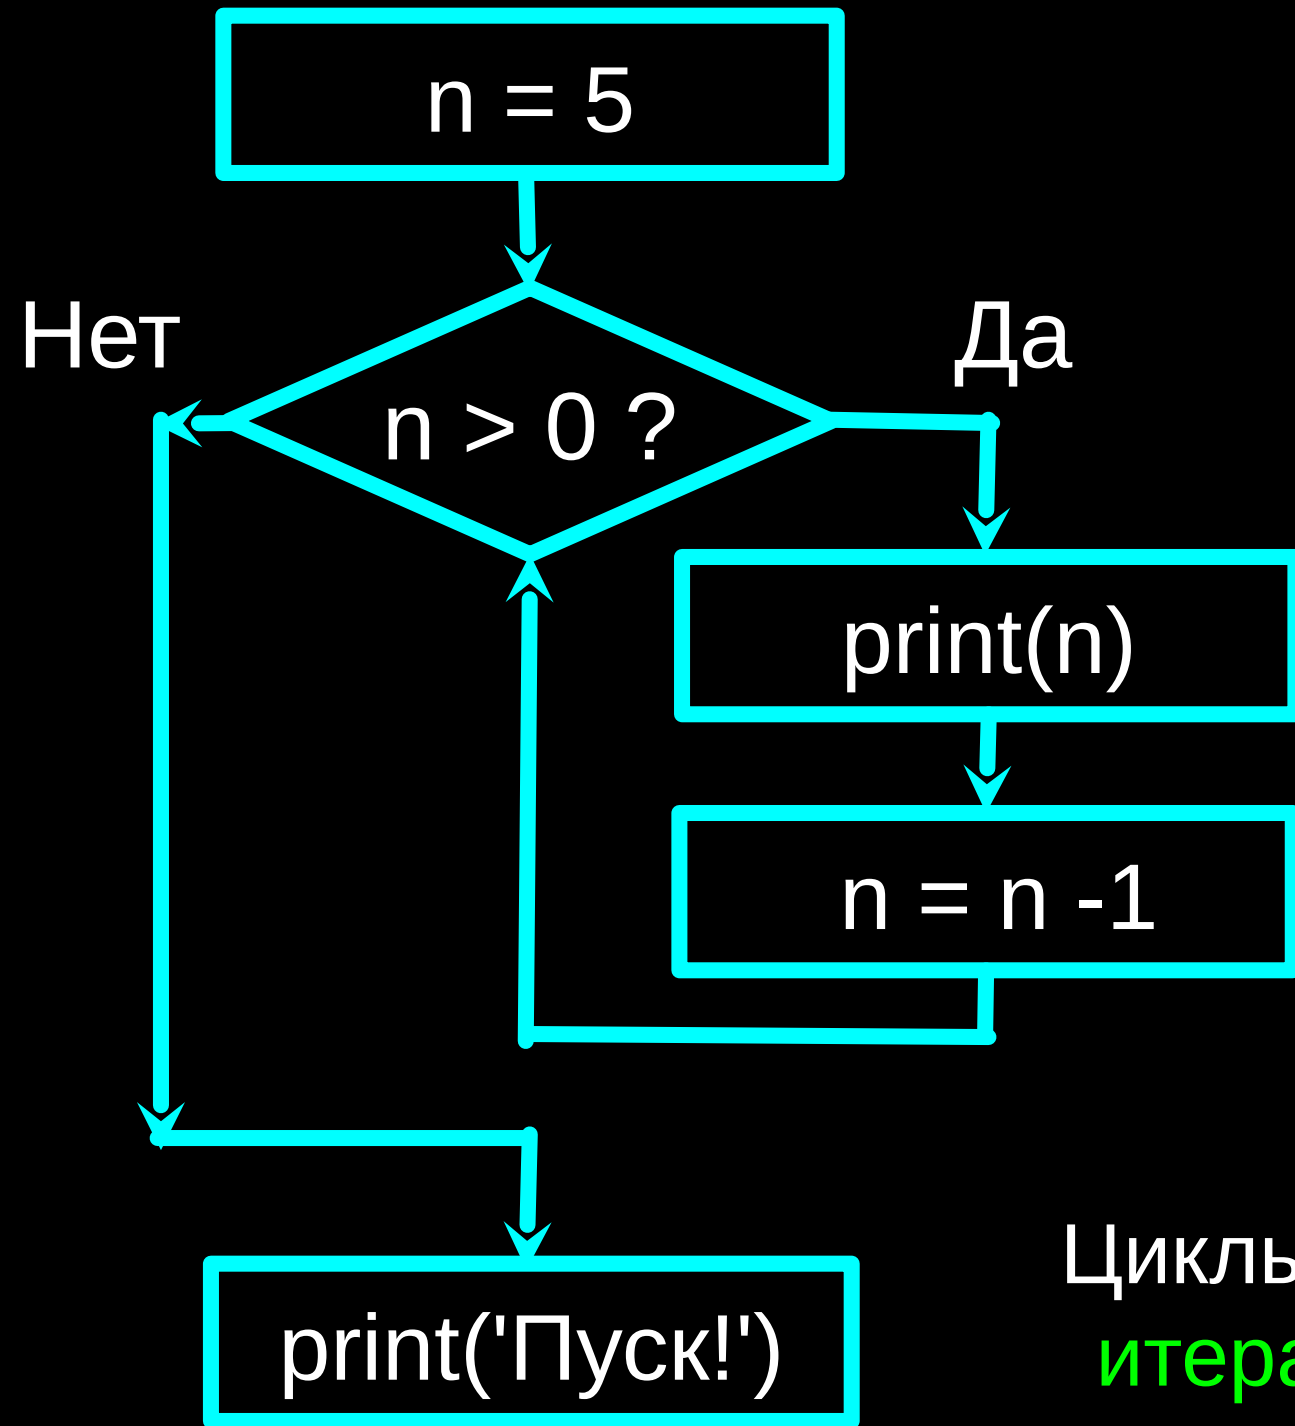 n = 5
Нет
Да
n > 0 ?
print(n)
n = n -1
print('Пуск!')